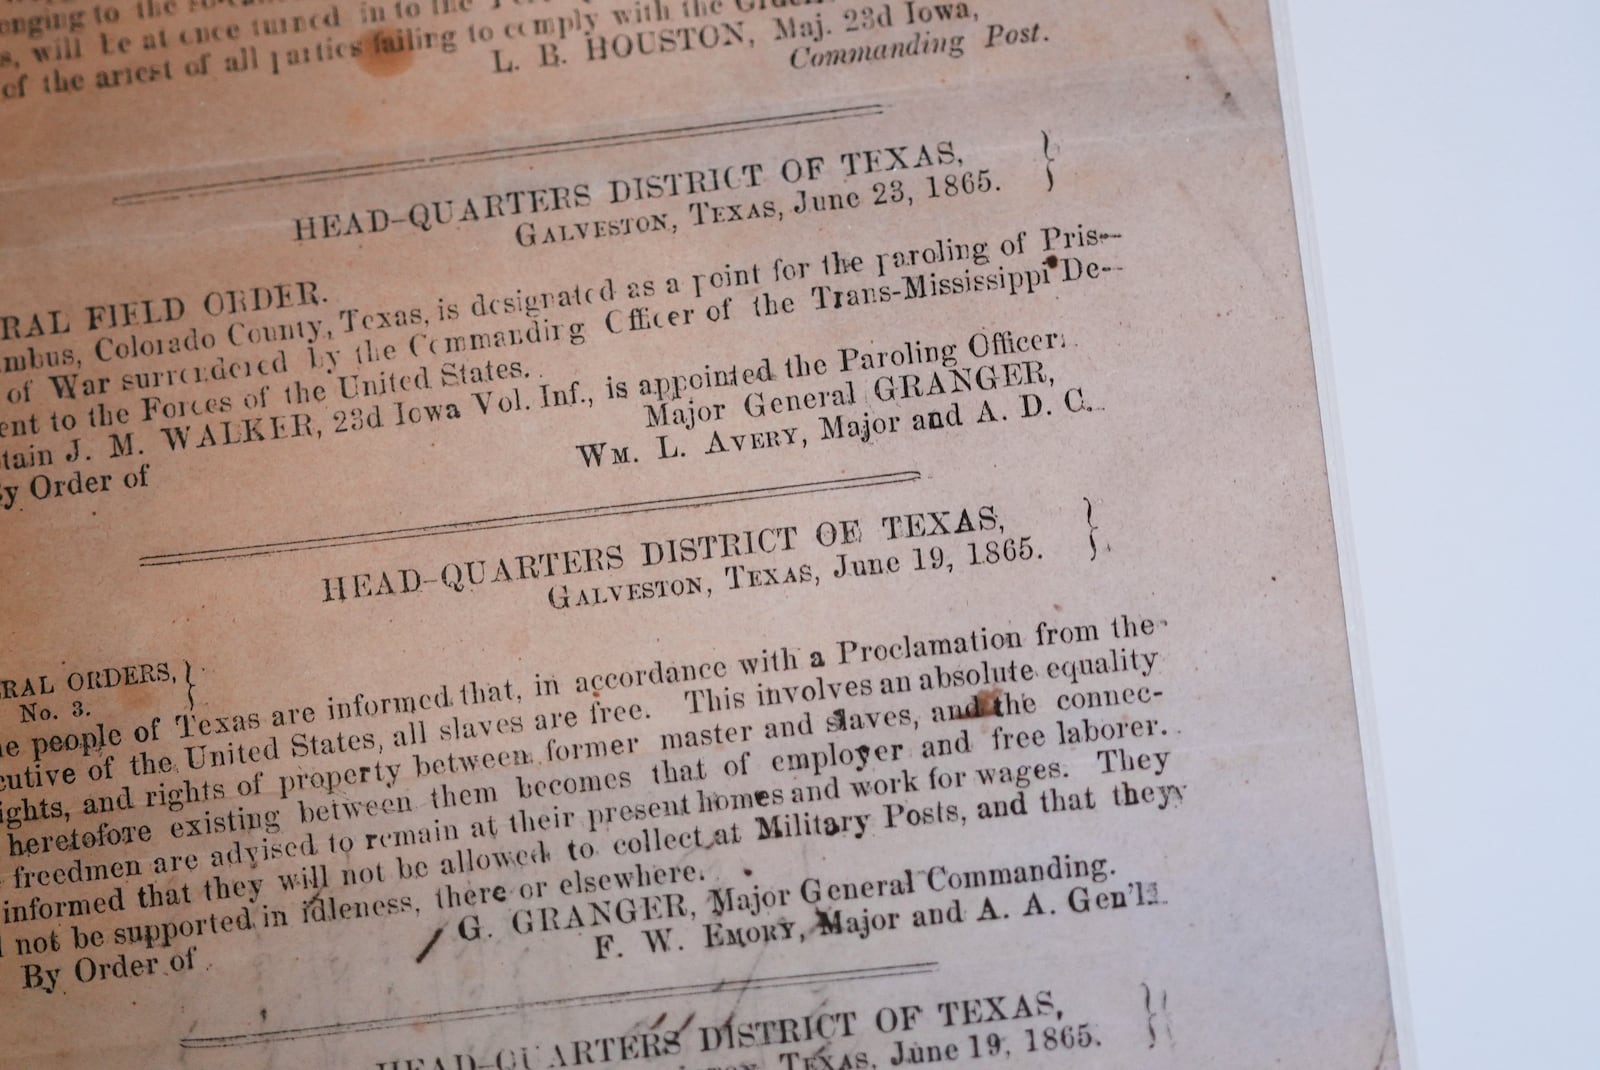 enging to the
s, will be at once turned in to the
of the arrest of all parties failing to comply with the
L. B. HOUSTON, Maj. 23d Iowa,
Commanding Post.
HEAD-QUARTERS DISTRICT OF TEXAS,
GALVESTON, TEXAS, June 23, 1865.
RAL FIELD ORDER.
mbus, Colorado County, Texas, is designated as a point for the paroling of Pris-
of War surrendered by the Commanding Officer of the Trans-Mississippi De-
ent to the Forces of the United States.
tain J. M. WALKER, 23d Iowa Vol. Inf., is appointed the Paroling Officer.
By Order of
Major General GRANGER,
WM. L. AVERY, Major and A. D. C.
HEAD-QUARTERS DISTRICT OF TEXAS,
GALVESTON, TEXAS, June 19, 1865.
RAL ORDERS,
No. 3.
e people of Texas are informed that, in accordance with a Proclamation from the
cutive of the United States, all slaves are free. This involves an absolute equality
ights, and rights of property between former master and slaves, and the connec-
heretofore existing between them becomes that of employer and free laborer.
freedmen are advised to remain at their present homes and work for wages. They
informed that they will not be allowed to collect at Military Posts, and that they
l not be supported in idleness, there or elsewhere.
By Order of
G. GRANGER, Major General Commanding.
F. W. EMORY, Major and A. A. Gen'l.
HEAD-QUARTERS DISTRICT OF TEXAS,
TEXAS, June 19, 1865.